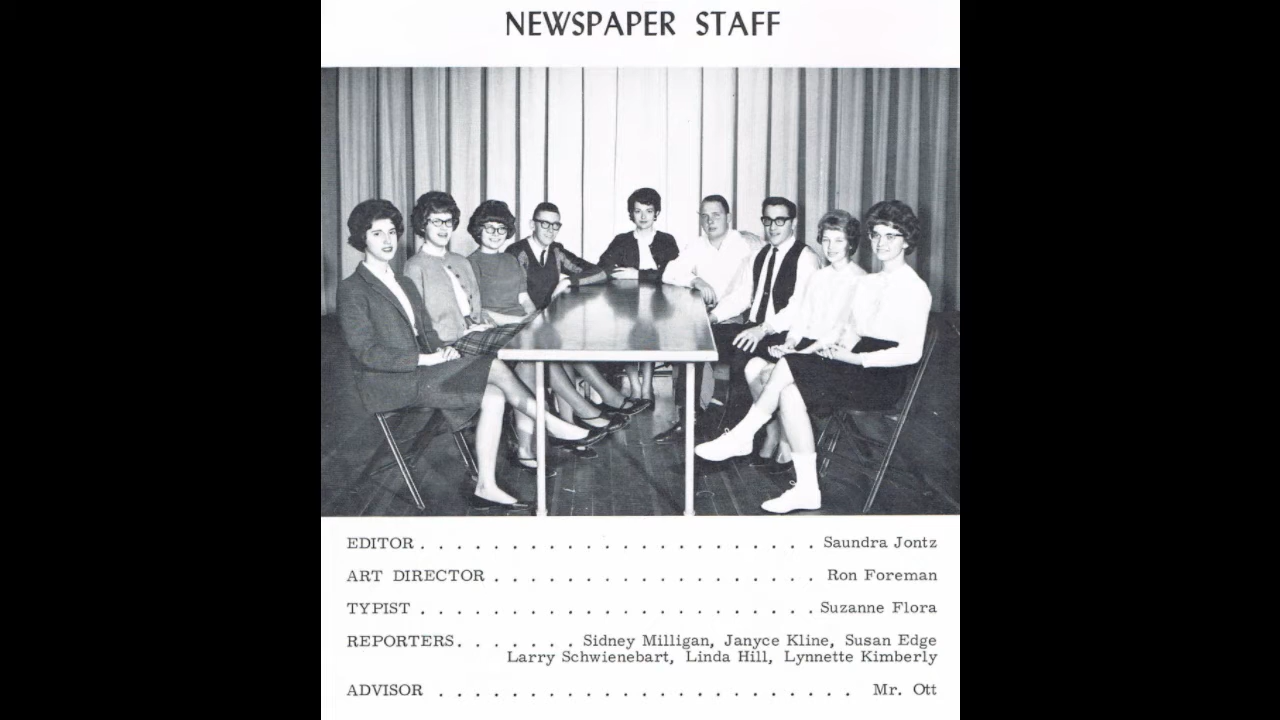 NEWSPAPER STAFF
EDITOR . . . . . . . . . . . . . . . . . . . . . . Saundra Jontz
ART DIRECTOR . . . . . . . . . . . . . . . . . . Ron Foreman
TYPIST . . . . . . . . . . . . . . . . . . . . . . Suzanne Flora
REPORTERS. . . . . . . Sidney Milligan, Janyce Kline, Susan Edge
Larry Schwienebart, Linda Hill, Lynnette Kimberly
ADVISOR . . . . . . . . . . . . . . . . . . . . . . . Mr. Ott